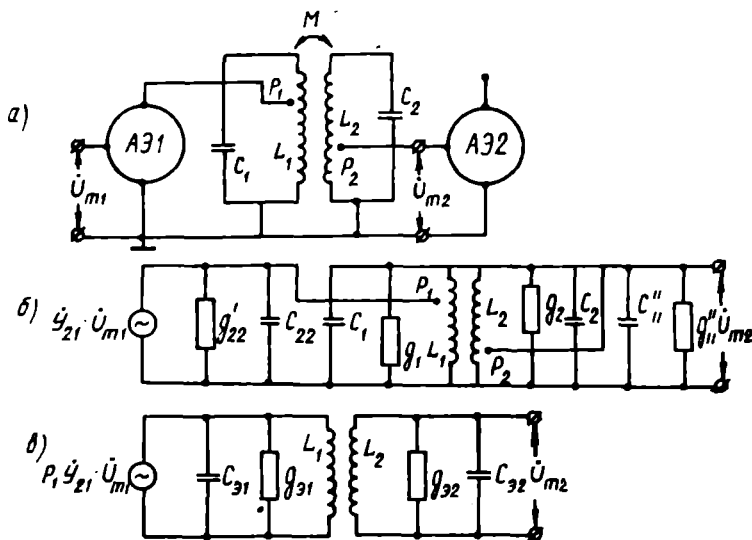 M
а)
АЭ1
P₁
C₁
L₁
L₂
P₂
C₂
АЭ2
U̇m1
U̇m2
б)
Ẏ₂₁·U̇m1
g'₂₂
C₂₂
C₁
g₁
P₁
L₁
L₂
P₂
g₂
C₂
C''₁₁
g''₁₁
U̇m2
в)
P₁Ẏ₂₁·U̇m1
Cэ1
gэ1
L₁
L₂
gэ2
Cэ2
U̇m2